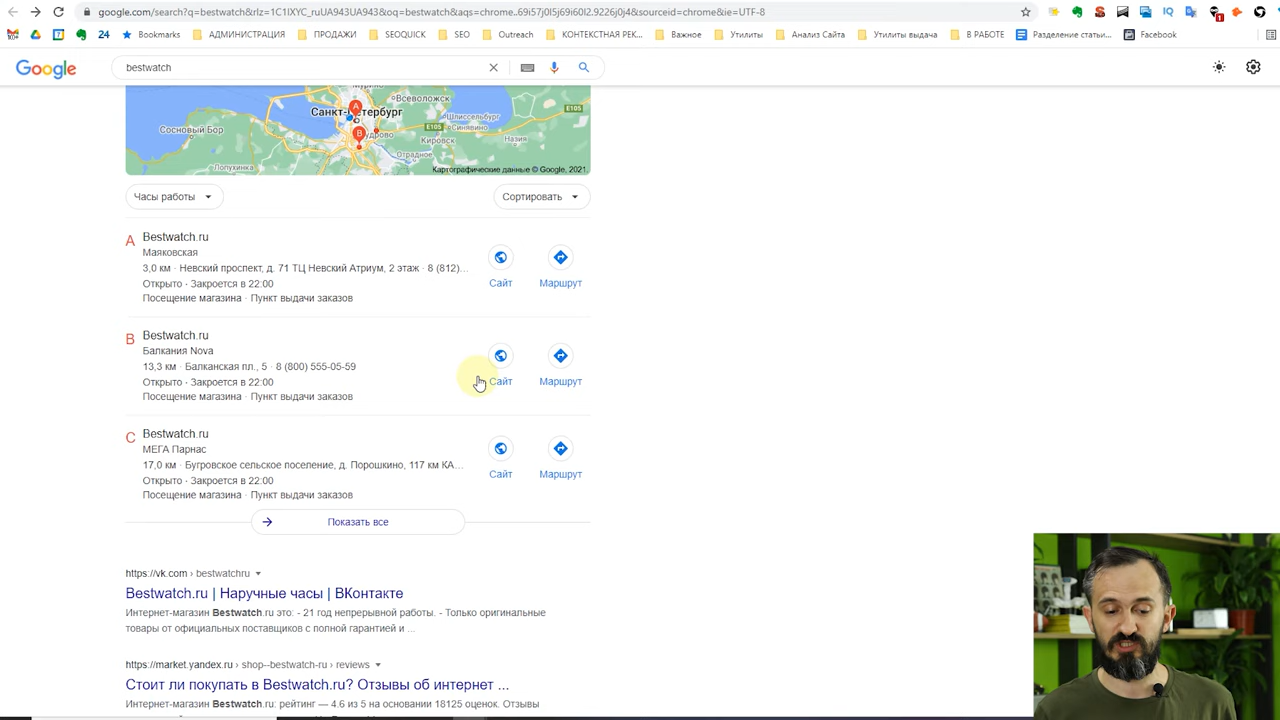 google.com/search?q=bestwatch&rlz=1C1IXYC_ruUA943UA943&oq=bestwatch&aqs=chrome..69i57j0l5j69i60l2.9226j0j4&sourceid=chrome&ie=UTF-8
24 Bookmarks АДМИНИСТРАЦИЯ ПРОДАЖИ SEOQUICK SEO Outreach КОНТЕКСТНАЯ РЕК... Важное Утилиты Анализ Сайта Утилиты выдача В РАБОТЕ Разделение статьи... Facebook
Google bestwatch
Всеволожск
Санкт-Петербург
A
E105
Шлиссельбург
Сосновый Бор
B
E105
Кировск
Назия
Отрадное
Лопухинка
Картографические данные © Google, 2021.
Часы работы Сортировать
A Bestwatch.ru
Маяковская
3,0 км · Невский проспект, д. 71 ТЦ Невский Атриум, 2 этаж · 8 (812)...
Открыто · Закроется в 22:00
Посещение магазина · Пункт выдачи заказов
Сайт Маршрут
B Bestwatch.ru
Балкания Nova
13,3 км · Балканская пл., 5 · 8 (800) 555-05-59
Открыто · Закроется в 22:00
Посещение магазина · Пункт выдачи заказов
Сайт Маршрут
C Bestwatch.ru
МЕГА Парнас
17,0 км · Бугровское сельское поселение, д. Порошкино, 117 км КА...
Открыто · Закроется в 22:00
Посещение магазина · Пункт выдачи заказов
Сайт Маршрут
Показать все
https://vk.com › bestwatchru
Bestwatch.ru | Наручные часы | ВКонтакте
Интернет-магазин Bestwatch.ru это: - 21 год непрерывной работы. - Только оригинальные
товары от официальных поставщиков с полной гарантией и ...
https://market.yandex.ru › shop--bestwatch-ru › reviews
Стоит ли покупать в Bestwatch.ru? Отзывы об интернет ...
Интернет-магазин Bestwatch.ru: рейтинг — 4.6 из 5 на основании 18125 оценок. Отзывы